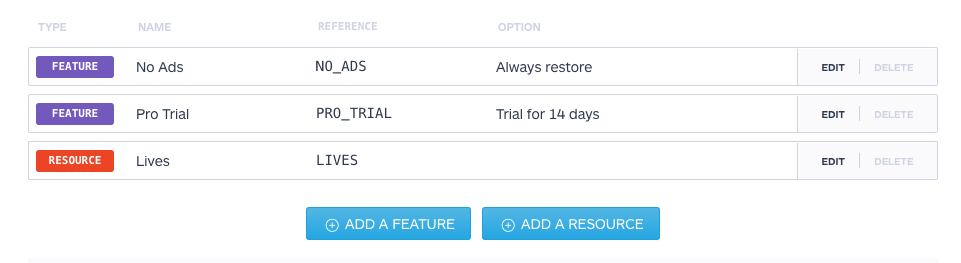 TYPE NAME REFERENCE OPTION
FEATURE No Ads NO_ADS Always restore EDIT DELETE
FEATURE Pro Trial PRO_TRIAL Trial for 14 days EDIT DELETE
RESOURCE Lives LIVES EDIT DELETE
ADD A FEATURE ADD A RESOURCE